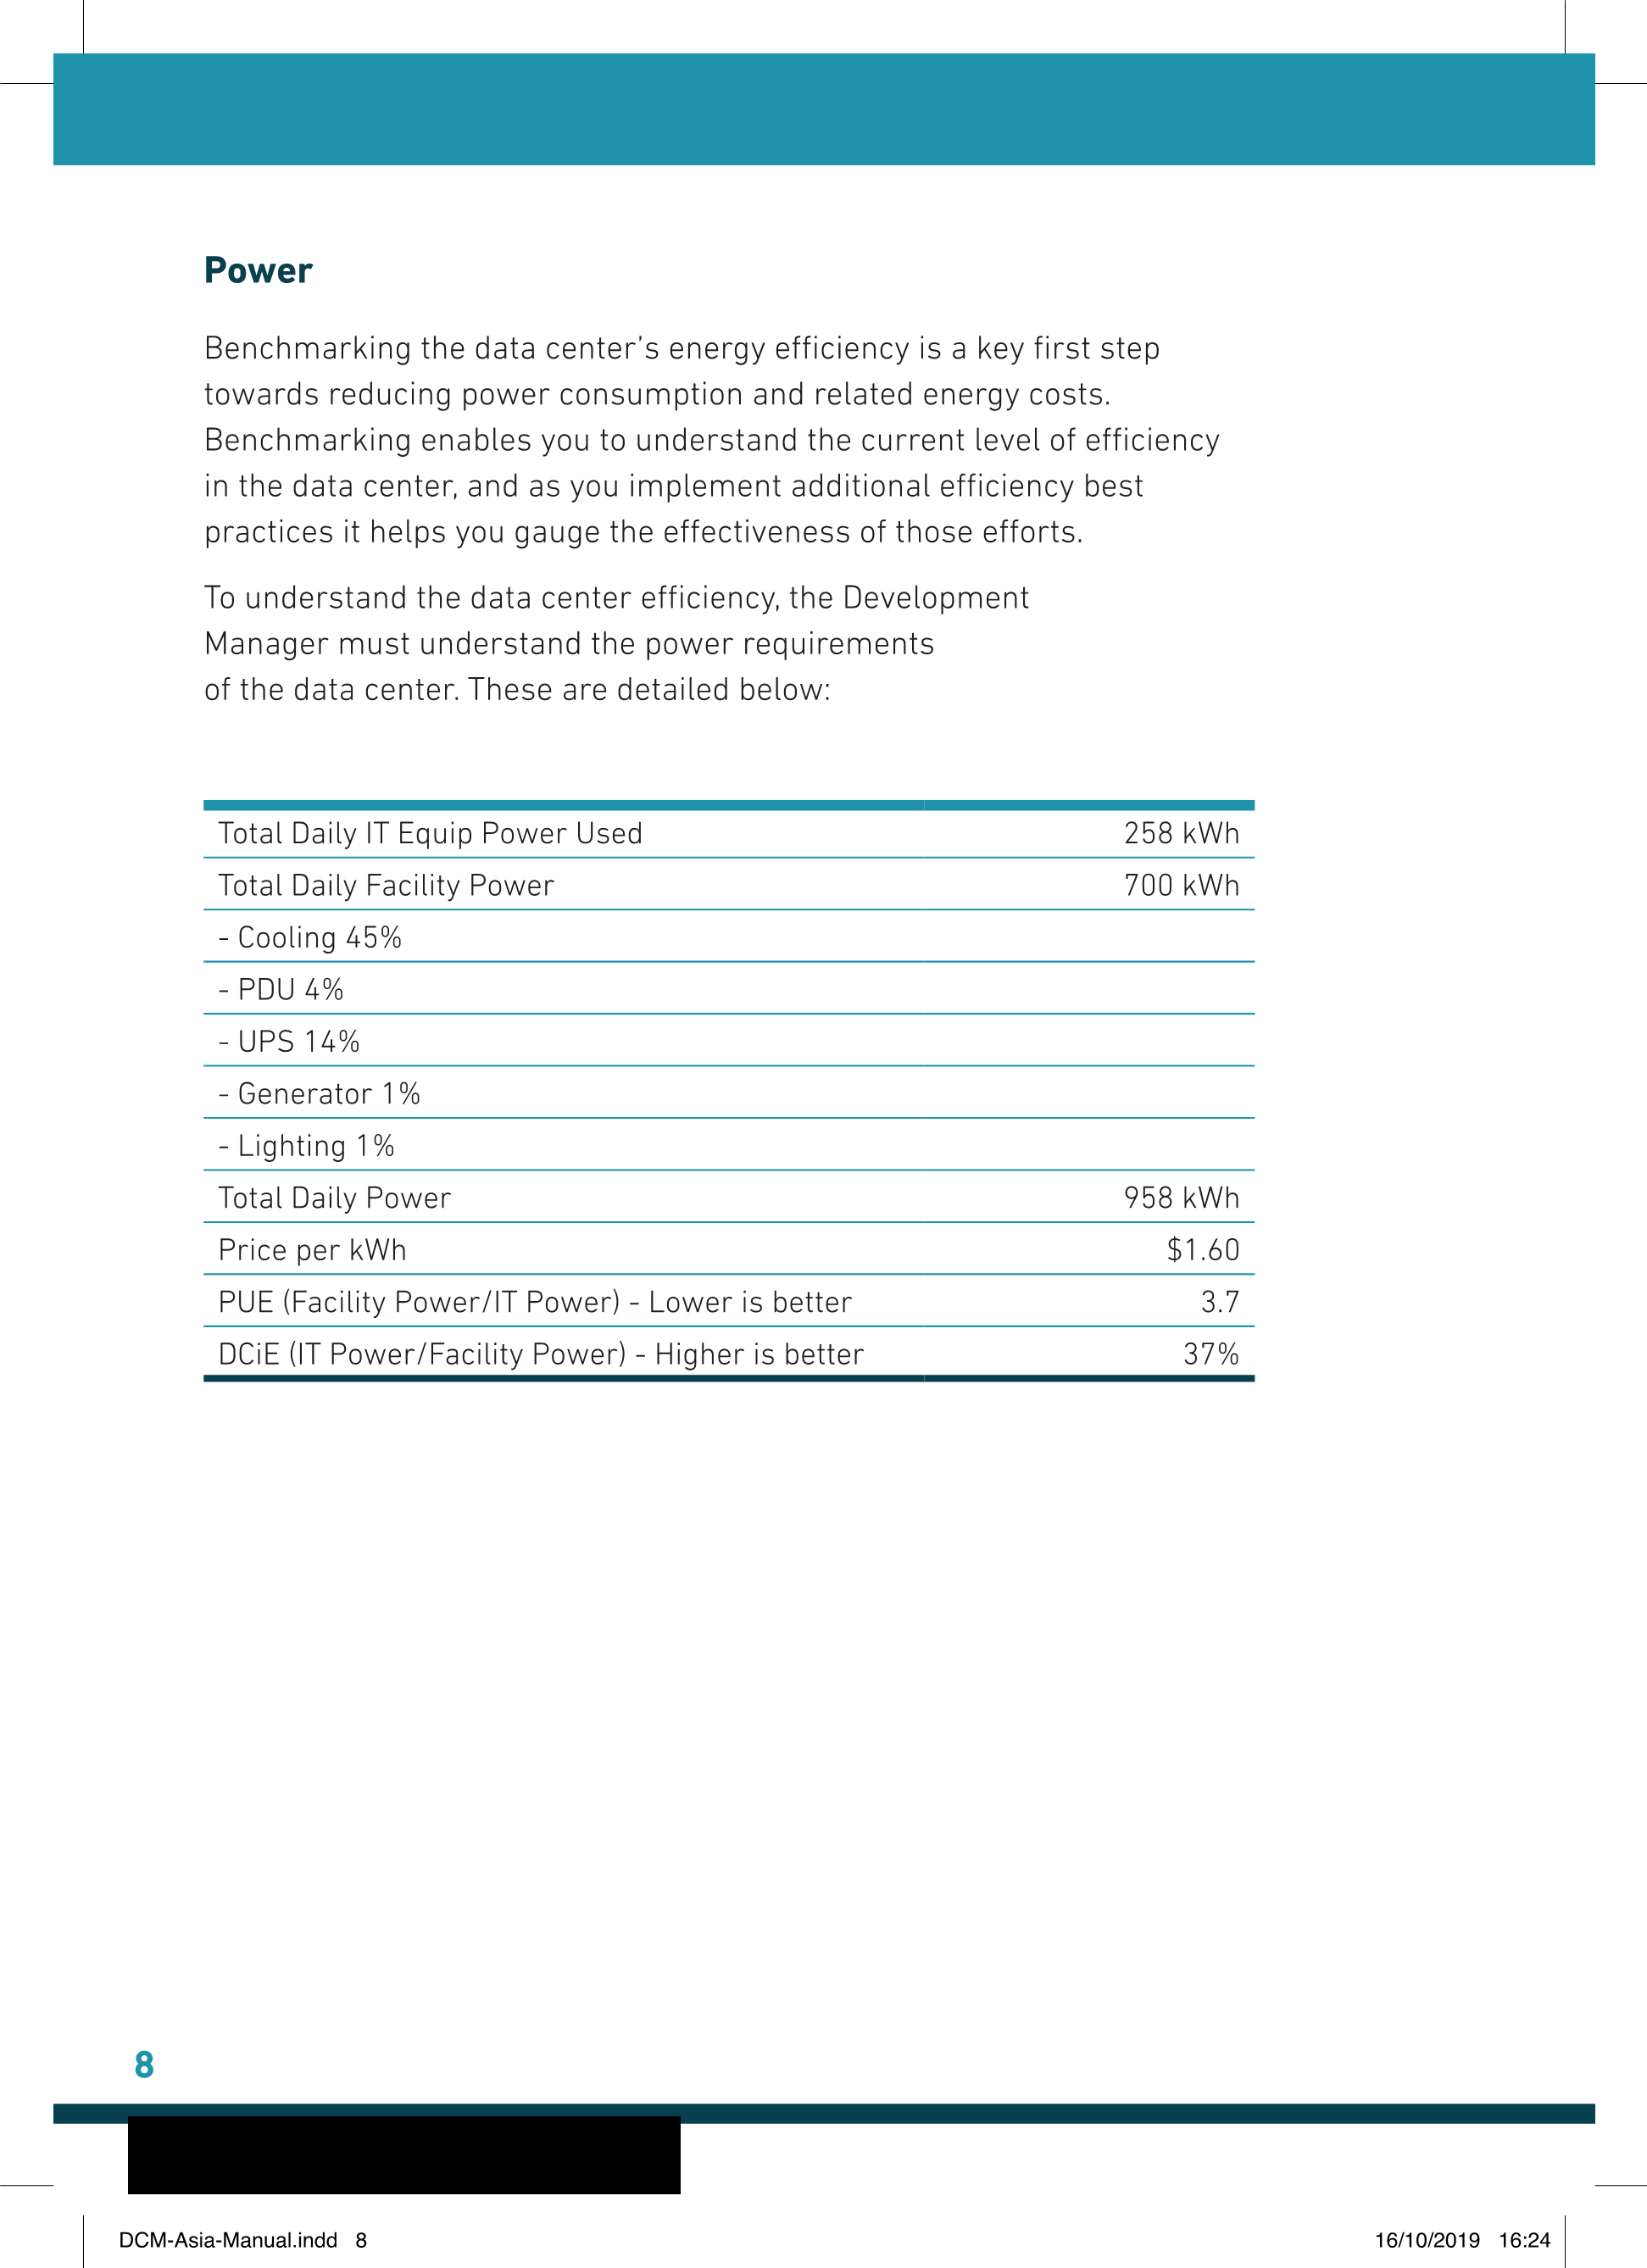 Power
Benchmarking the data center’s energy efficiency is a key first step
towards reducing power consumption and related energy costs.
Benchmarking enables you to understand the current level of efficiency
in the data center, and as you implement additional efficiency best
practices it helps you gauge the effectiveness of those efforts.
To understand the data center efficiency, the Development
Manager must understand the power requirements
of the data center. These are detailed below:
Total Daily IT Equip Power Used 258 kWh
Total Daily Facility Power 700 kWh
- Cooling 45%
- PDU 4%
- UPS 14%
- Generator 1%
- Lighting 1%
Total Daily Power 958 kWh
Price per kWh $1.60
PUE (Facility Power/IT Power) - Lower is better 3.7
DCiE (IT Power/Facility Power) - Higher is better 37%
8
DCM-Asia-Manual.indd 8 16/10/2019 16:24